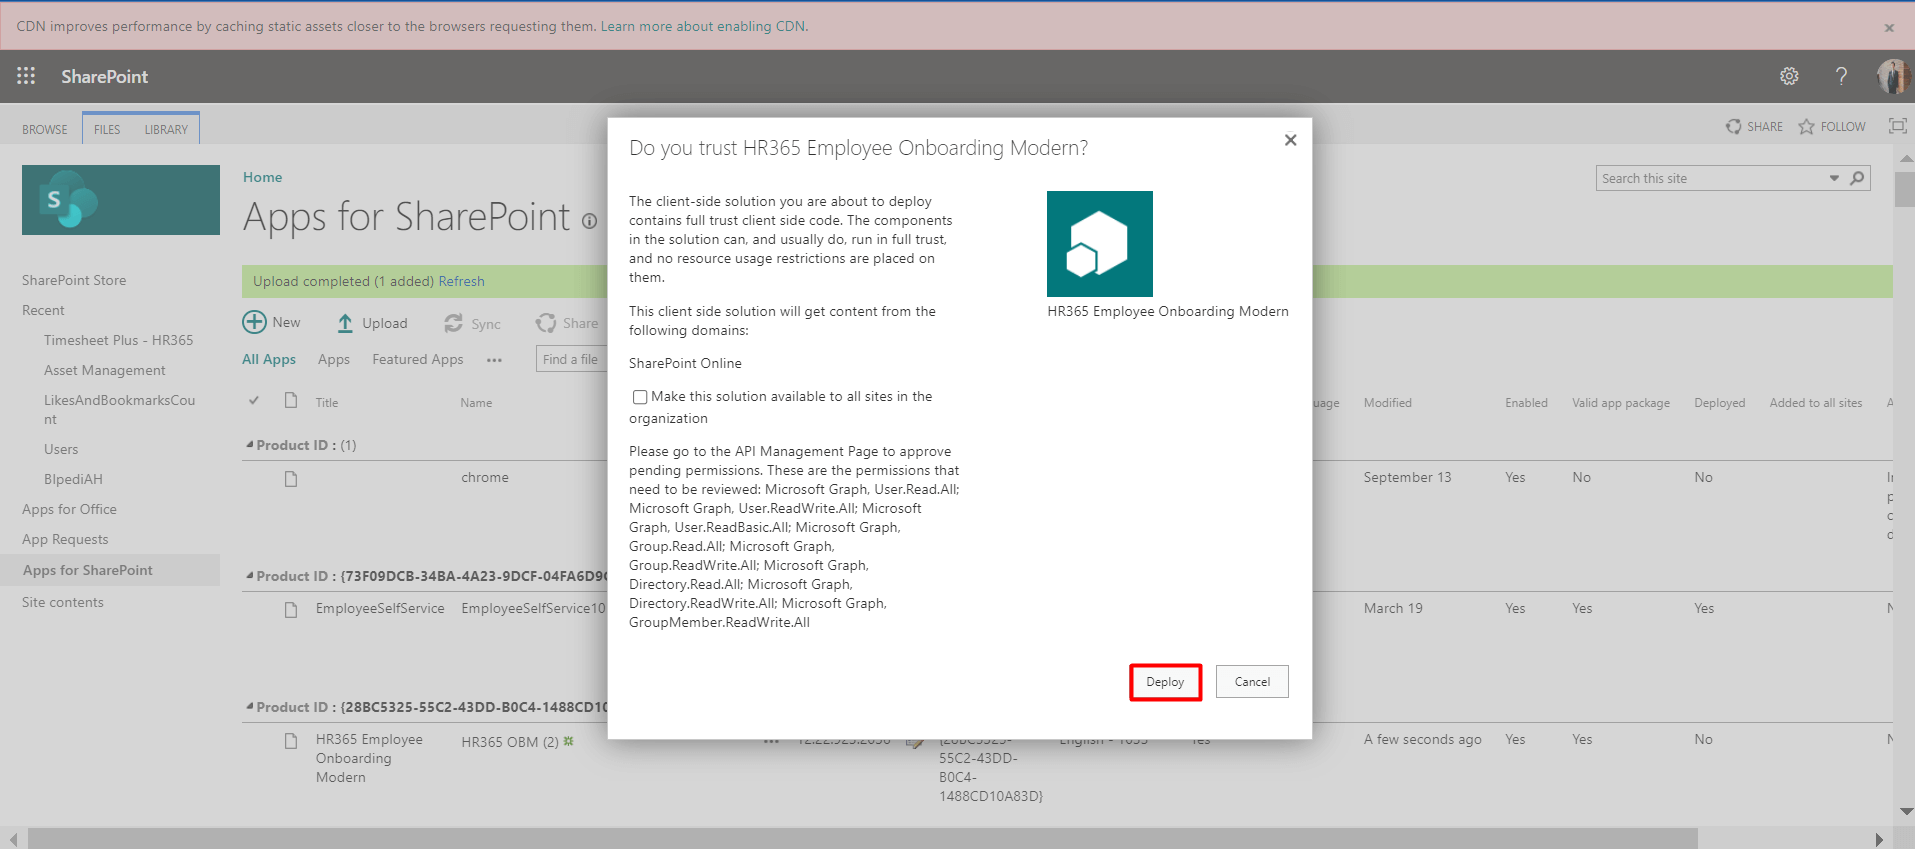 CDN improves performance by caching static assets closer to the browsers requesting them. Learn more about enabling CDN.
SharePoint
BROWSE FILES LIBRARY
SHARE FOLLOW
Home
Apps for SharePoint
Search this site
Upload completed (1 added) Refresh
New Upload Sync Share
All Apps Apps Featured Apps ••• Find a file
Title Name
Modified Enabled Valid app package Deployed Added to all sites
SharePoint Store
Recent
Timesheet Plus - HR365
Asset Management
LikesAndBookmarksCou
nt
Users
BIpediAH
Apps for Office
App Requests
Apps for SharePoint
Site contents
Product ID : (1)
chrome
September 13 Yes No No
Product ID : {73F09DCB-34BA-4A23-9DCF-04FA6D9
EmployeeSelfService EmployeeSelfService10
March 19 Yes Yes Yes
Product ID : {28BC5325-55C2-43DD-B0C4-1488CD10
HR365 Employee
Onboarding
Modern
HR365 OBM (2)
55C2-43DD-
B0C4-
1488CD10A83D}
A few seconds ago Yes Yes No
Do you trust HR365 Employee Onboarding Modern?
The client-side solution you are about to deploy
contains full trust client side code. The components
in the solution can, and usually do, run in full trust,
and no resource usage restrictions are placed on
them.
This client side solution will get content from the
following domains:
SharePoint Online
Make this solution available to all sites in the
organization
Please go to the API Management Page to approve
pending permissions. These are the permissions that
need to be reviewed: Microsoft Graph, User.Read.All;
Microsoft Graph, User.ReadWrite.All; Microsoft
Graph, User.ReadBasic.All; Microsoft Graph,
Group.Read.All; Microsoft Graph,
Group.ReadWrite.All; Microsoft Graph,
Directory.Read.All; Microsoft Graph,
Directory.ReadWrite.All; Microsoft Graph,
GroupMember.ReadWrite.All
HR365 Employee Onboarding Modern
Deploy Cancel